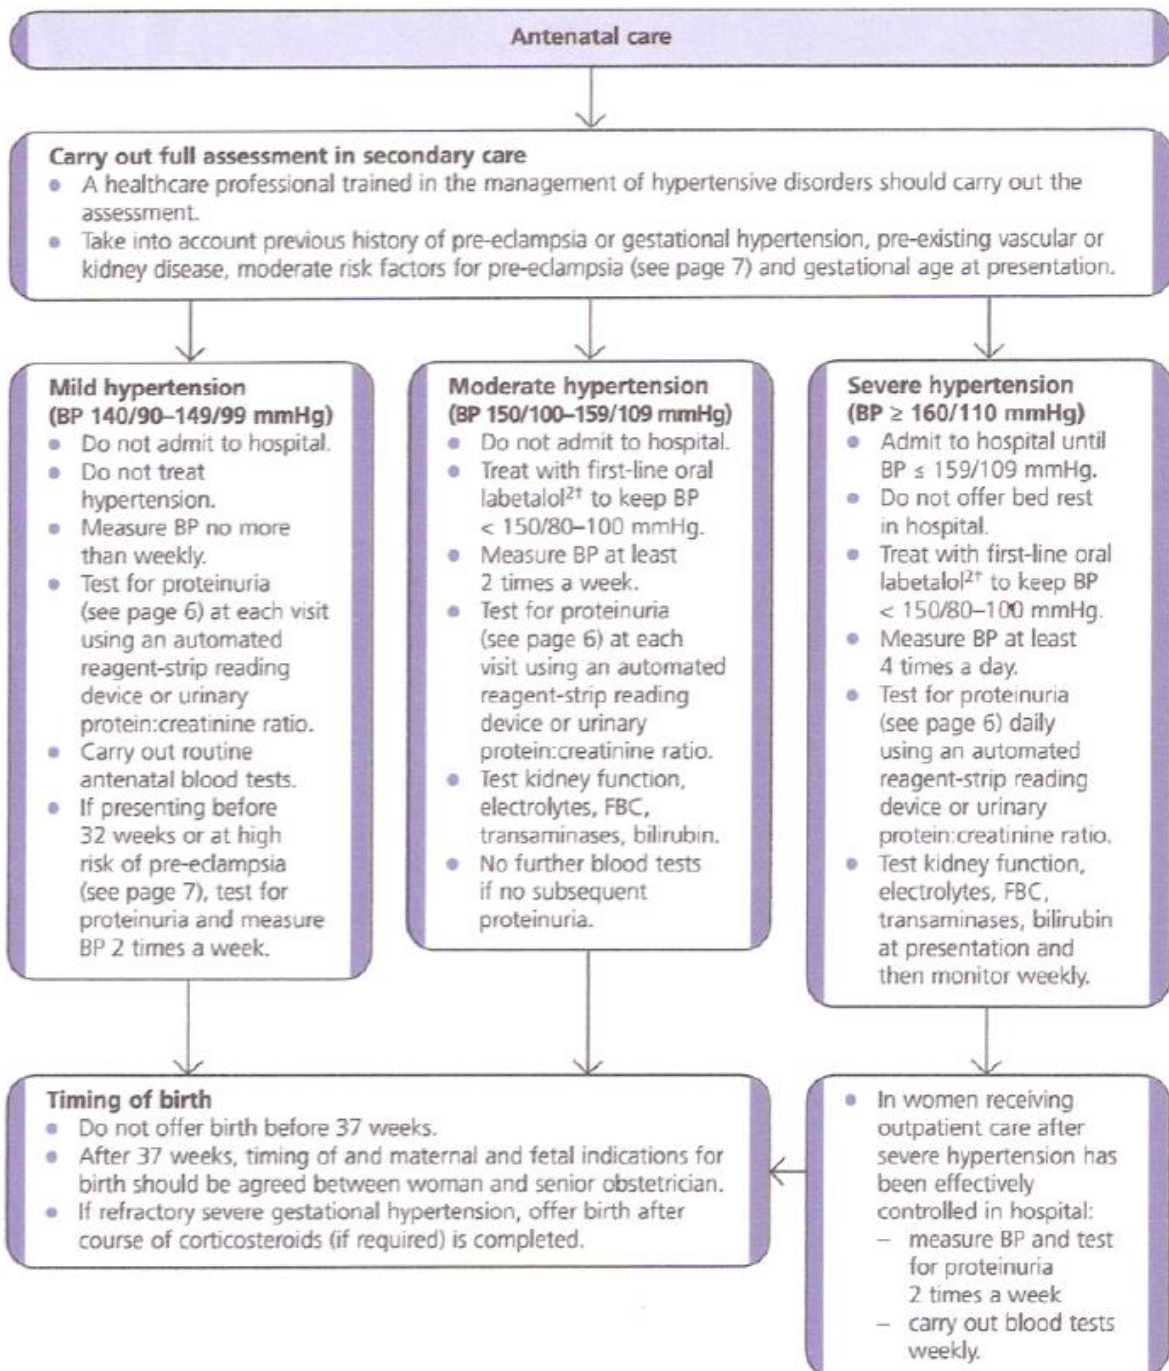 Antenatal care
Carry out full assessment in secondary care
• A healthcare professional trained in the management of hypertensive disorders should carry out the
assessment.
• Take into account previous history of pre-eclampsia or gestational hypertension, pre-existing vascular or
kidney disease, moderate risk factors for pre-eclampsia (see page 7) and gestational age at presentation.
Mild hypertension
(BP 140/90–149/99 mmHg)
• Do not admit to hospital.
• Do not treat
hypertension.
• Measure BP no more
than weekly.
• Test for proteinuria
(see page 6) at each visit
using an automated
reagent-strip reading
device or urinary
protein:creatinine ratio.
• Carry out routine
antenatal blood tests.
• If presenting before
32 weeks or at high
risk of pre-eclampsia
(see page 7), test for
proteinuria and measure
BP 2 times a week.
Moderate hypertension
(BP 150/100–159/109 mmHg)
• Do not admit to hospital.
• Treat with first-line oral
labetalol²† to keep BP
< 150/80–100 mmHg.
• Measure BP at least
2 times a week.
• Test for proteinuria
(see page 6) at each
visit using an automated
reagent-strip reading
device or urinary
protein:creatinine ratio.
• Test kidney function,
electrolytes, FBC,
transaminases, bilirubin.
• No further blood tests
if no subsequent
proteinuria.
Severe hypertension
(BP ≥ 160/110 mmHg)
• Admit to hospital until
BP ≤ 159/109 mmHg.
• Do not offer bed rest
in hospital.
• Treat with first-line oral
labetalol²† to keep BP
< 150/80–100 mmHg.
• Measure BP at least
4 times a day.
• Test for proteinuria
(see page 6) daily
using an automated
reagent-strip reading
device or urinary
protein:creatinine ratio.
• Test kidney function,
electrolytes, FBC,
transaminases, bilirubin
at presentation and
then monitor weekly.
Timing of birth
• Do not offer birth before 37 weeks.
• After 37 weeks, timing of and maternal and fetal indications for
birth should be agreed between woman and senior obstetrician.
• If refractory severe gestational hypertension, offer birth after
course of corticosteroids (if required) is completed.
• In women receiving
outpatient care after
severe hypertension has
been effectively
controlled in hospital:
– measure BP and test
for proteinuria
2 times a week
– carry out blood tests
weekly.